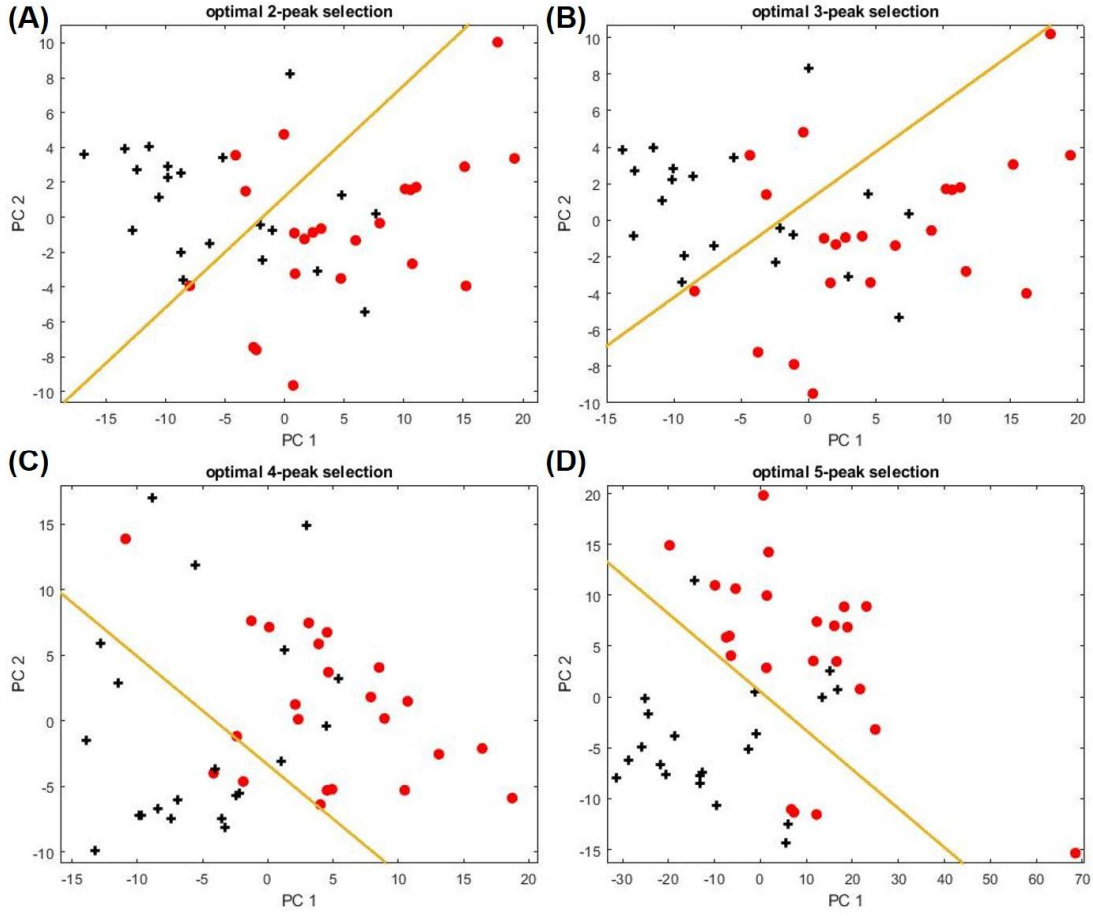 (A)
optimal 2-peak selection
10
8
6
4
2
0
-2
-4
-6
-8
-10
PC 2
-15 -10 -5 0 5 10 15 20
PC 1
(B)
optimal 3-peak selection
10
8
6
4
2
0
-2
-4
-6
-8
-10
PC 2
-15 -10 -5 0 5 10 15 20
PC 1
(C)
optimal 4-peak selection
15
10
5
0
-5
-10
PC 2
-15 -10 -5 0 5 10 15 20
PC 1
(D)
optimal 5-peak selection
20
15
10
5
0
-5
-10
-15
PC 2
-30 -20 -10 0 10 20 30 40 50 60 70
PC 1